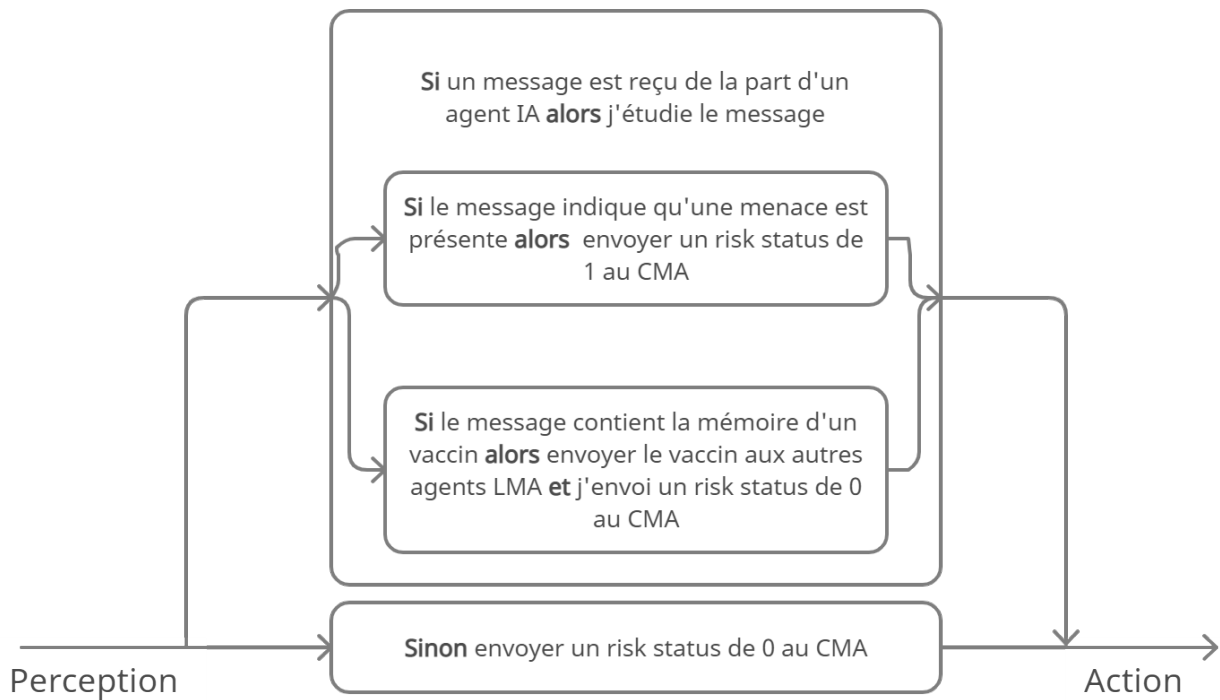 Si un message est reçu de la part d'un
agent IA alors j'étudie le message
Si le message indique qu'une menace est
présente alors envoyer un risk status de
1 au CMA
Si le message contient la mémoire d'un
vaccin alors envoyer le vaccin aux autres
agents LMA et j'envoi un risk status de 0
au CMA
Sinon envoyer un risk status de 0 au CMA
Perception
Action